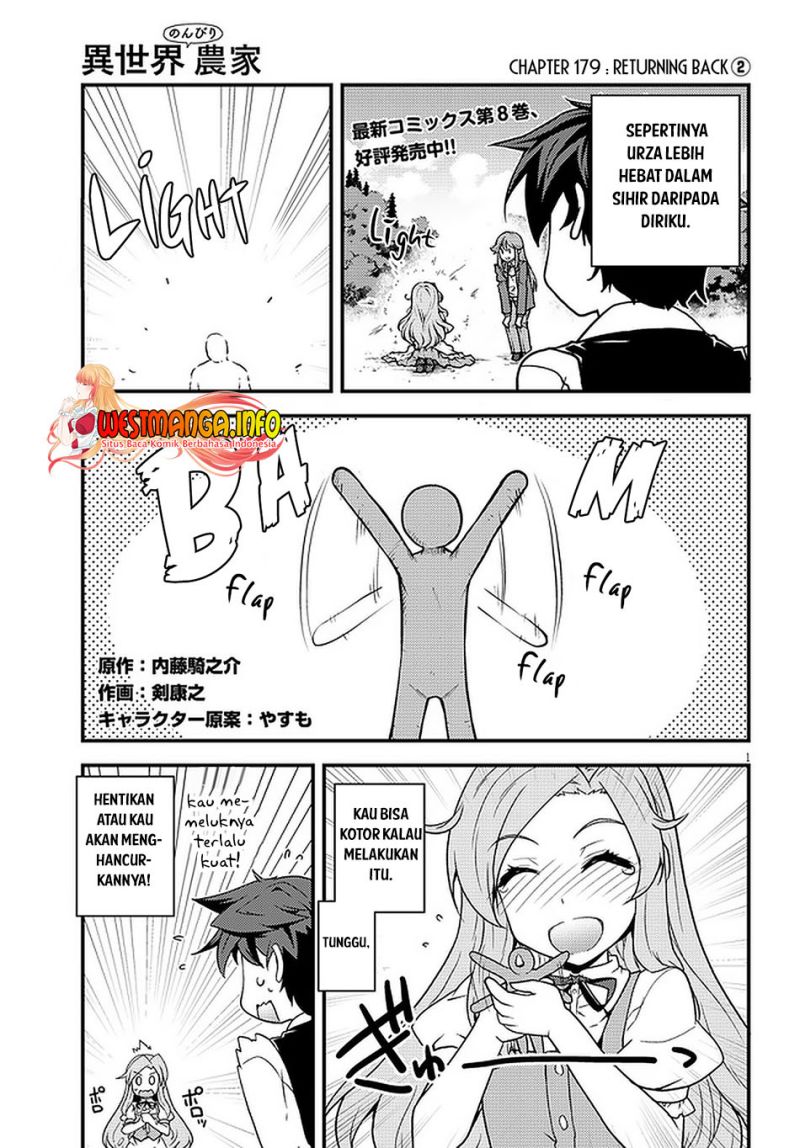 異世界のんびり農家
CHAPTER 179 : RETURNING BACK ②
LIGHT
最新コミックス第8巻、
好評発売中!!
SEPERTINYA
URZA LEBIH
HEBAT DALAM
SIHIR DARIPADA
DIRIKU.
Light
WESTMANGA.INFO
Situs Baca Komik Berbahasa Indonesia
BAM
flap
flap
flap
原作：内藤騎之介
作画：剣康之
キャラクター原案：やすも
1
HENTIKAN
ATAU KAU
AKAN MENG-
HANCUR-
KANNYA!
kau me-
meluknya
terlalu
kuat!
KAU BISA
KOTOR KALAU
MELAKUKAN
ITU.
TUNGGU,
ぎゅーっ
ポロ
ポロッ